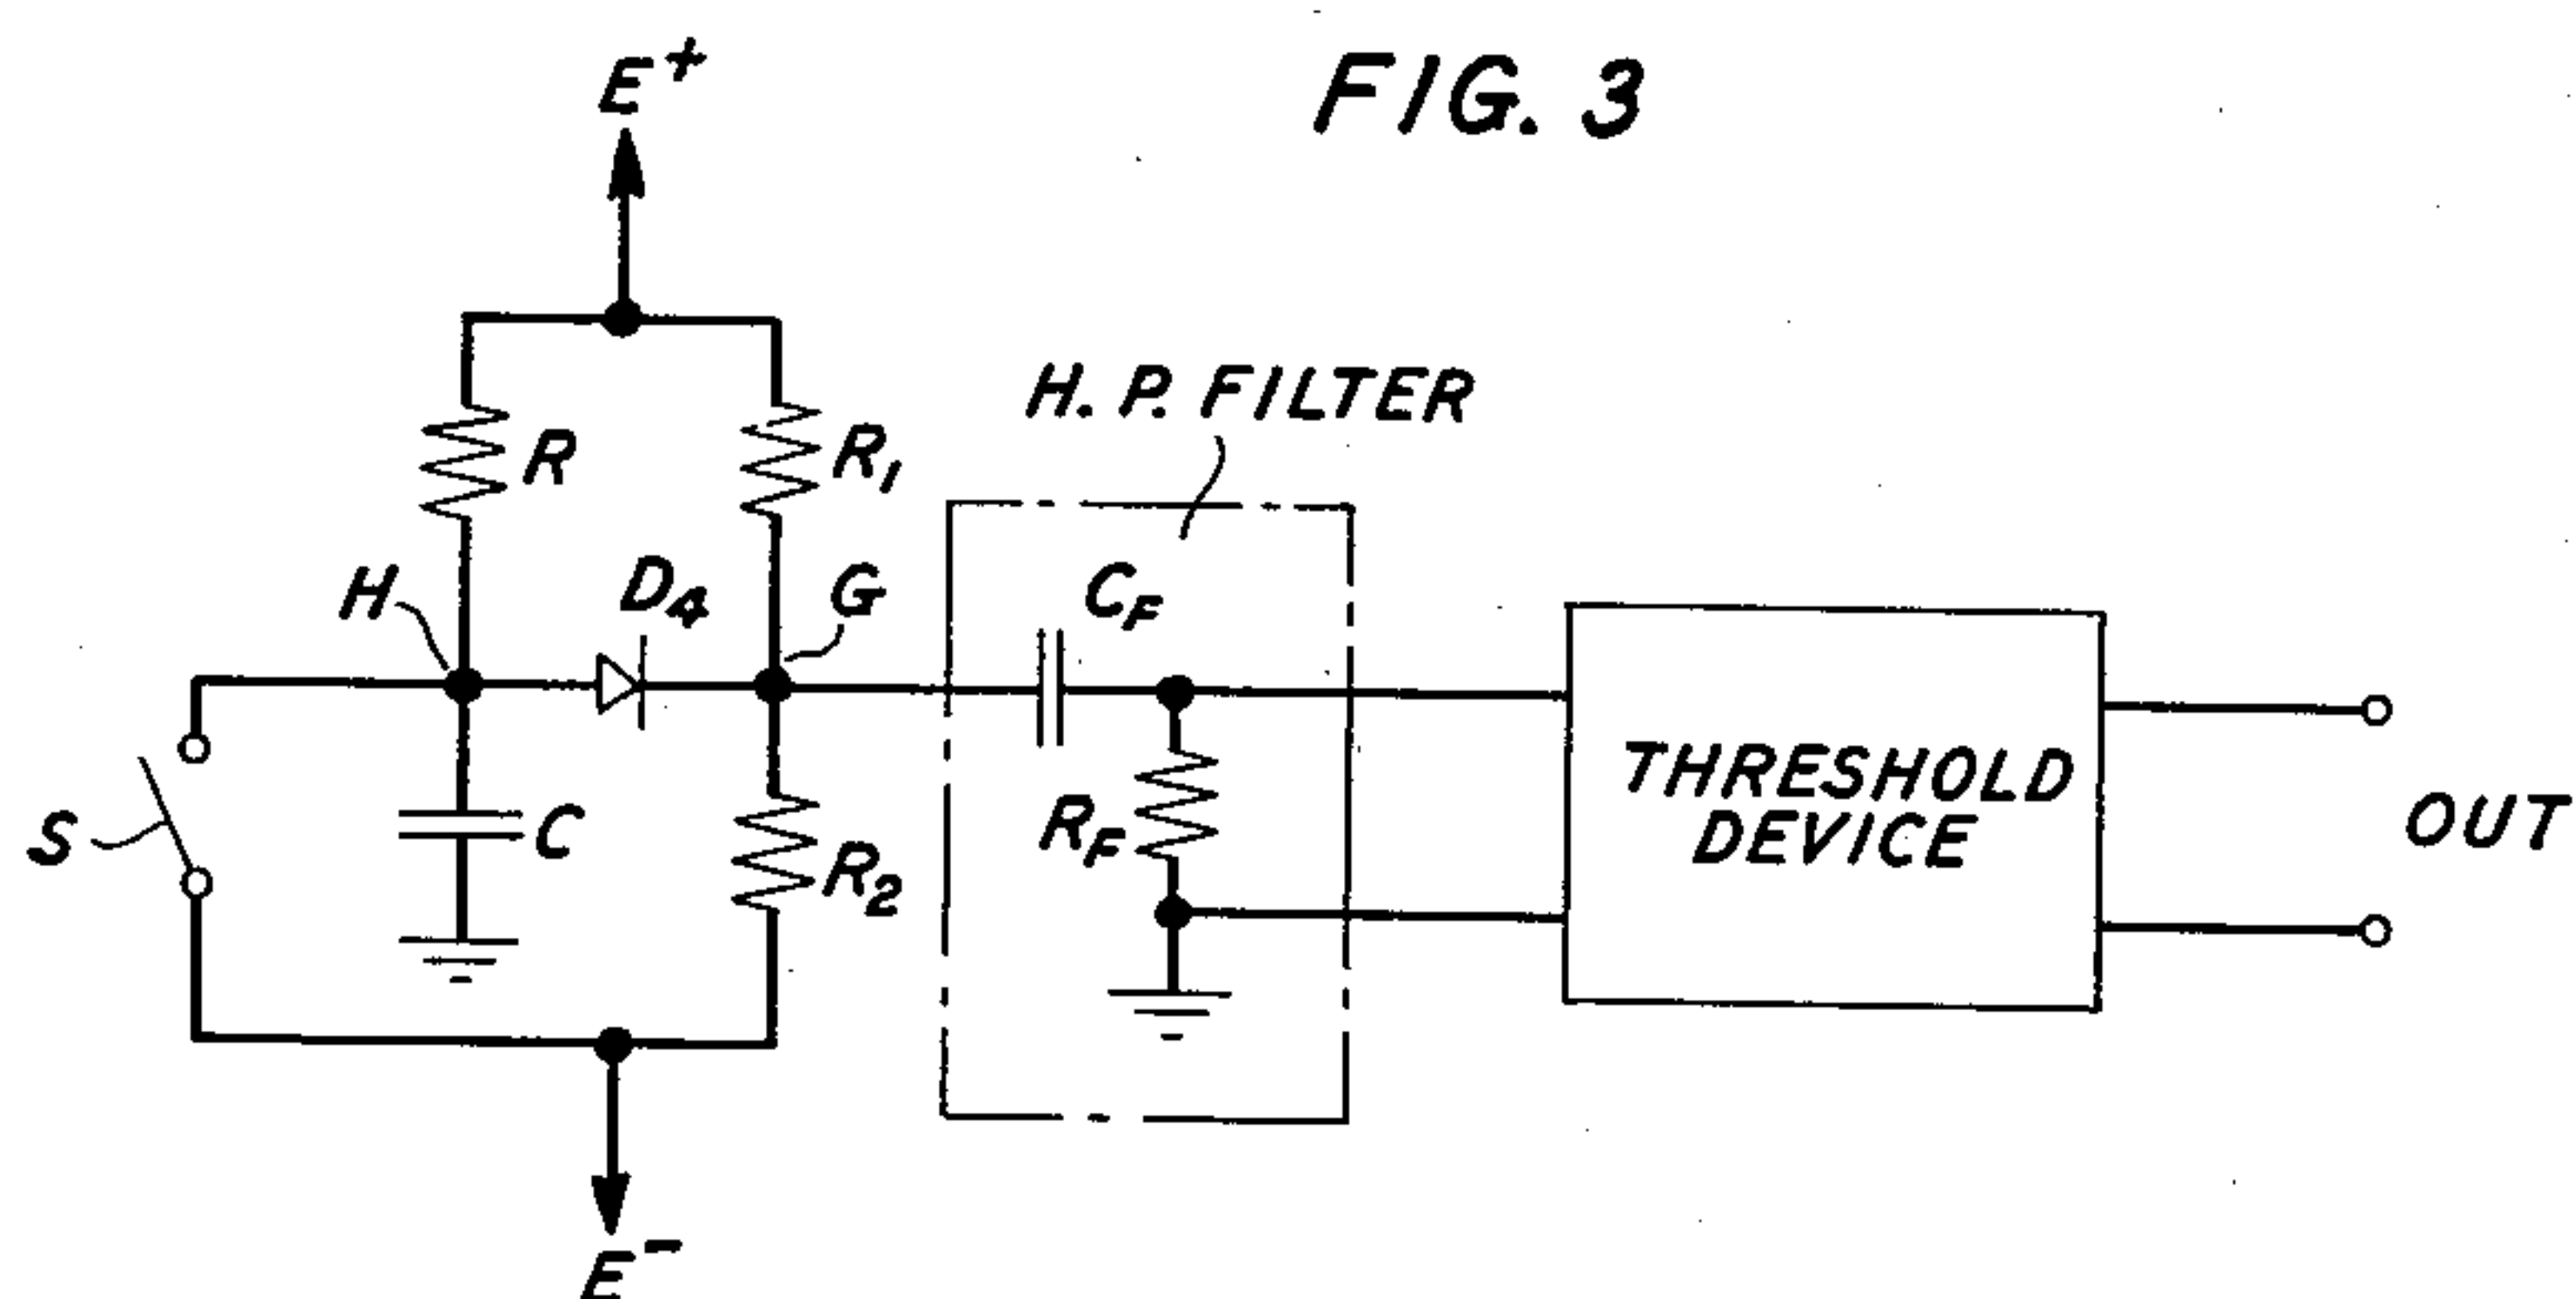 FIG. 3
E+
R
R1
H. P. FILTER
H
D4
G
CF
S
C
R2
RF
THRESHOLD
DEVICE
OUT
E-